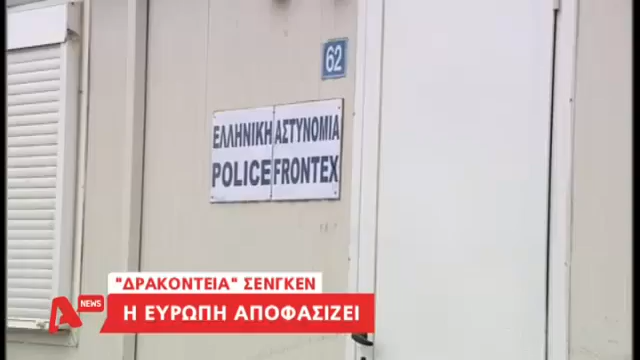 62
ΕΛΛΗΝΙΚΗ ΑΣΤΥΝΟΜΙΑ
POLICE FRONTEX
"ΔΡΑΚΟΝΤΕΙΑ" ΣΕΝΓΚΕΝ
A NEWS
Η ΕΥΡΩΠΗ ΑΠΟΦΑΣΙΖΕΙ